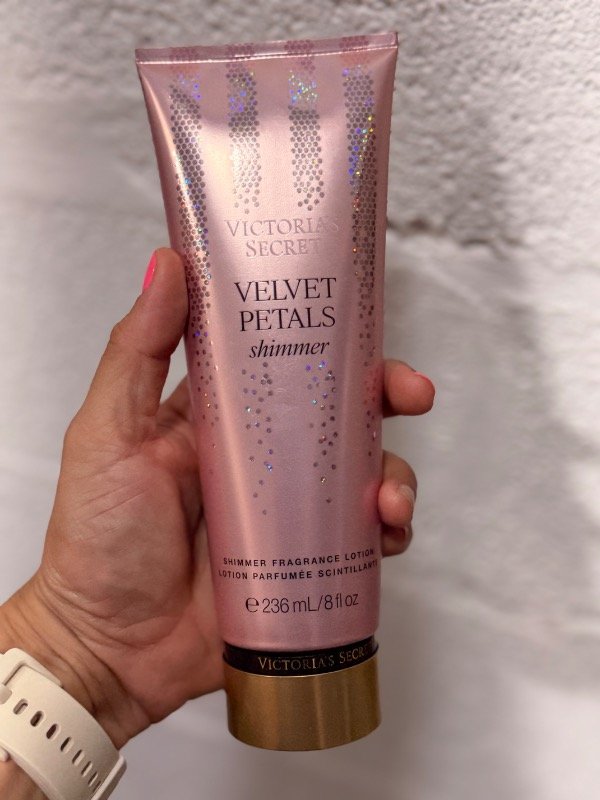 VICTORIA'S
SECRET
VELVET
PETALS
shimmer
SHIMMER FRAGRANCE LOTION
LOTION PARFUMÉE SCINTILLANTE
℮ 236 mL/8 fl oz
VICTORIA'S SECRET